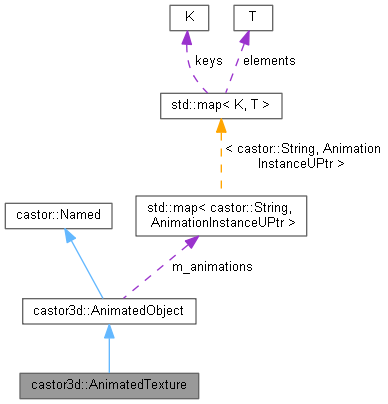 K
T
keys
elements
std::map< K, T >
< castor::String, Animation
InstanceUPtr >
castor::Named
std::map< castor::String,
AnimationInstanceUPtr >
m_animations
castor3d::AnimatedObject
castor3d::AnimatedTexture